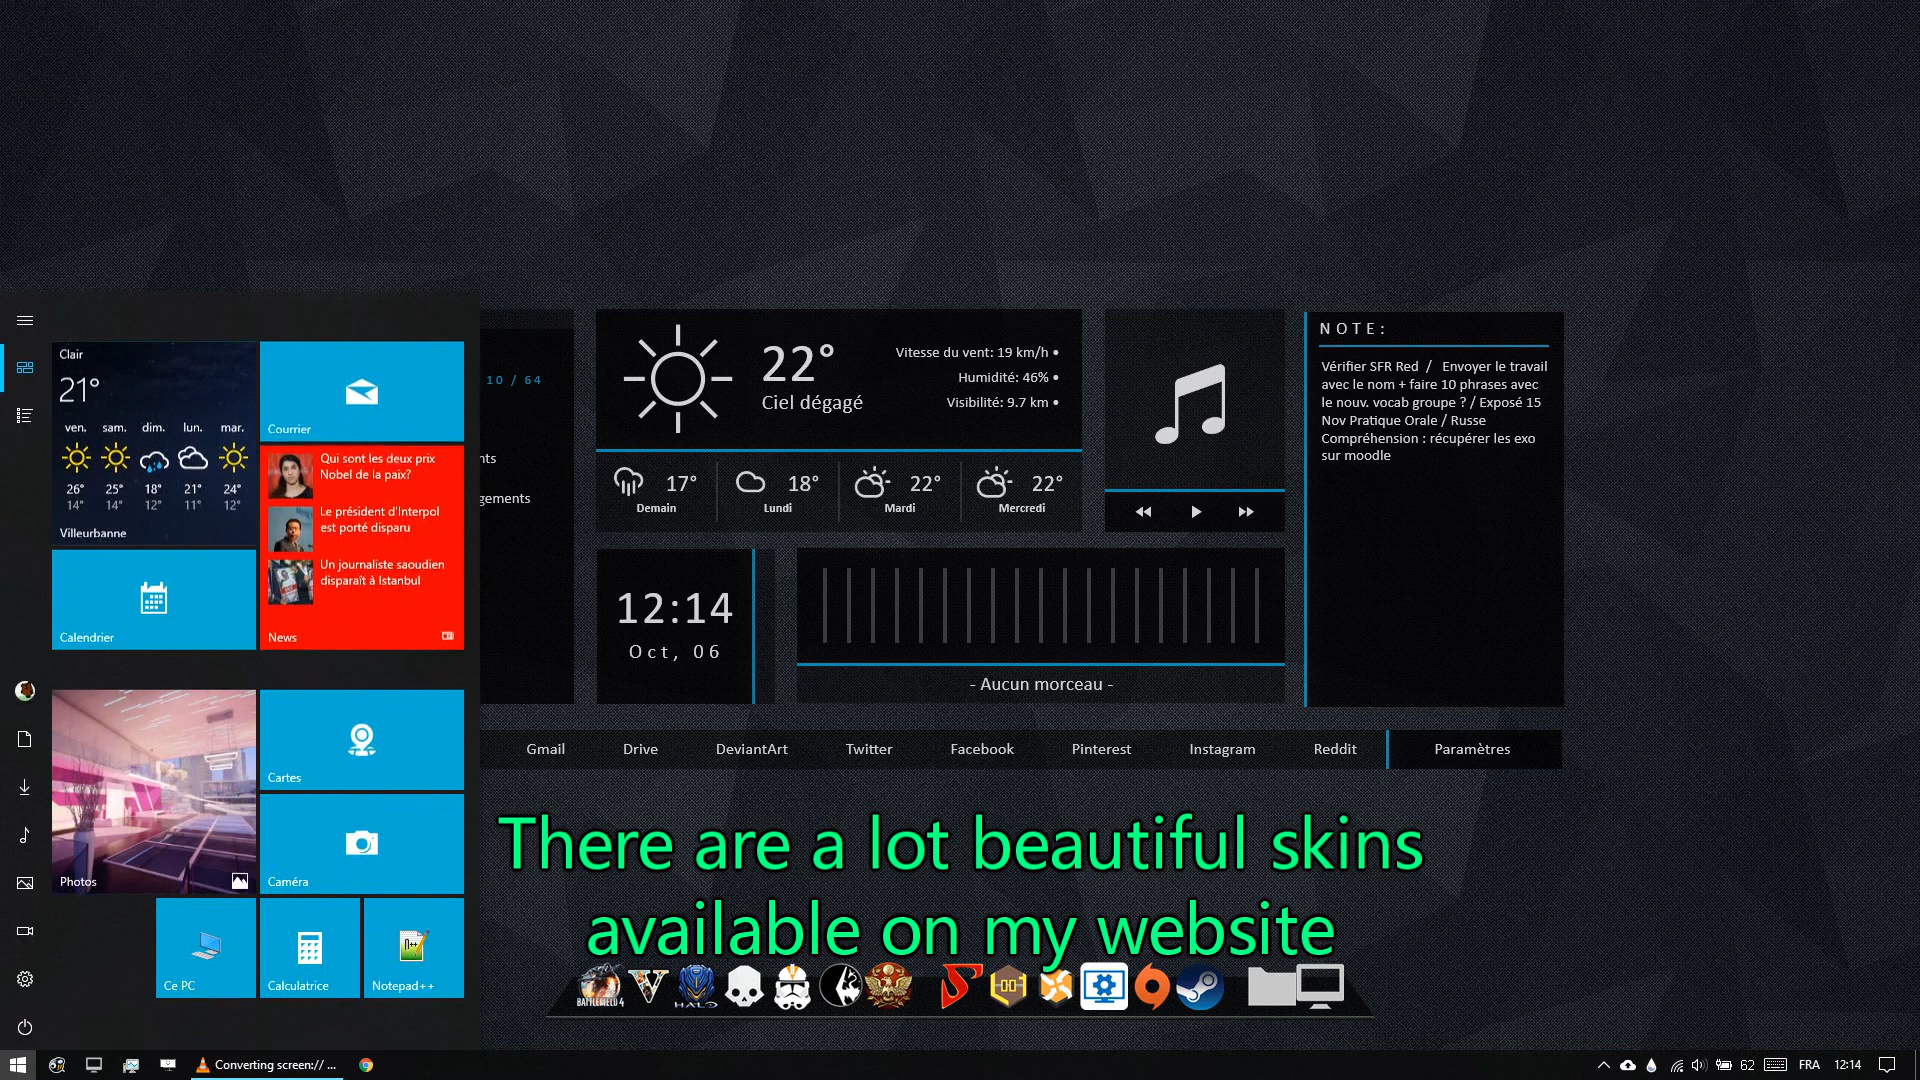 Clair
21°
ven. sam. dim. lun. mar.
26° 25° 18° 21° 24°
14° 14° 12° 11° 12°
Villeurbanne
Courrier
Qui sont les deux prix
Nobel de la paix?
Le président d'Interpol
est porté disparu
Un journaliste saoudien
disparaît à Istanbul
News
Calendrier
Photos
Cartes
Caméra
Ce PC
Calculatrice
Notepad++
10 / 64
nts
gements
22°
Ciel dégagé
Vitesse du vent: 19 km/h •
Humidité: 46% •
Visibilité: 9.7 km •
17° 18° 22° 22°
Demain Lundi Mardi Mercredi
NOTE:
Vérifier SFR Red / Envoyer le travail
avec le nom + faire 10 phrases avec
le nouv. vocab groupe ? / Exposé 15
Nov Pratique Orale / Russe
Compréhension : récupérer les exo
sur moodle
12:14
Oct, 06
- Aucun morceau -
Gmail Drive DeviantArt Twitter Facebook Pinterest Instagram Reddit Paramètres
There are a lot beautiful skins
available on my website
BATTLEFIELD 4
V
HALO
Converting screen:// ...
62 FRA 12:14